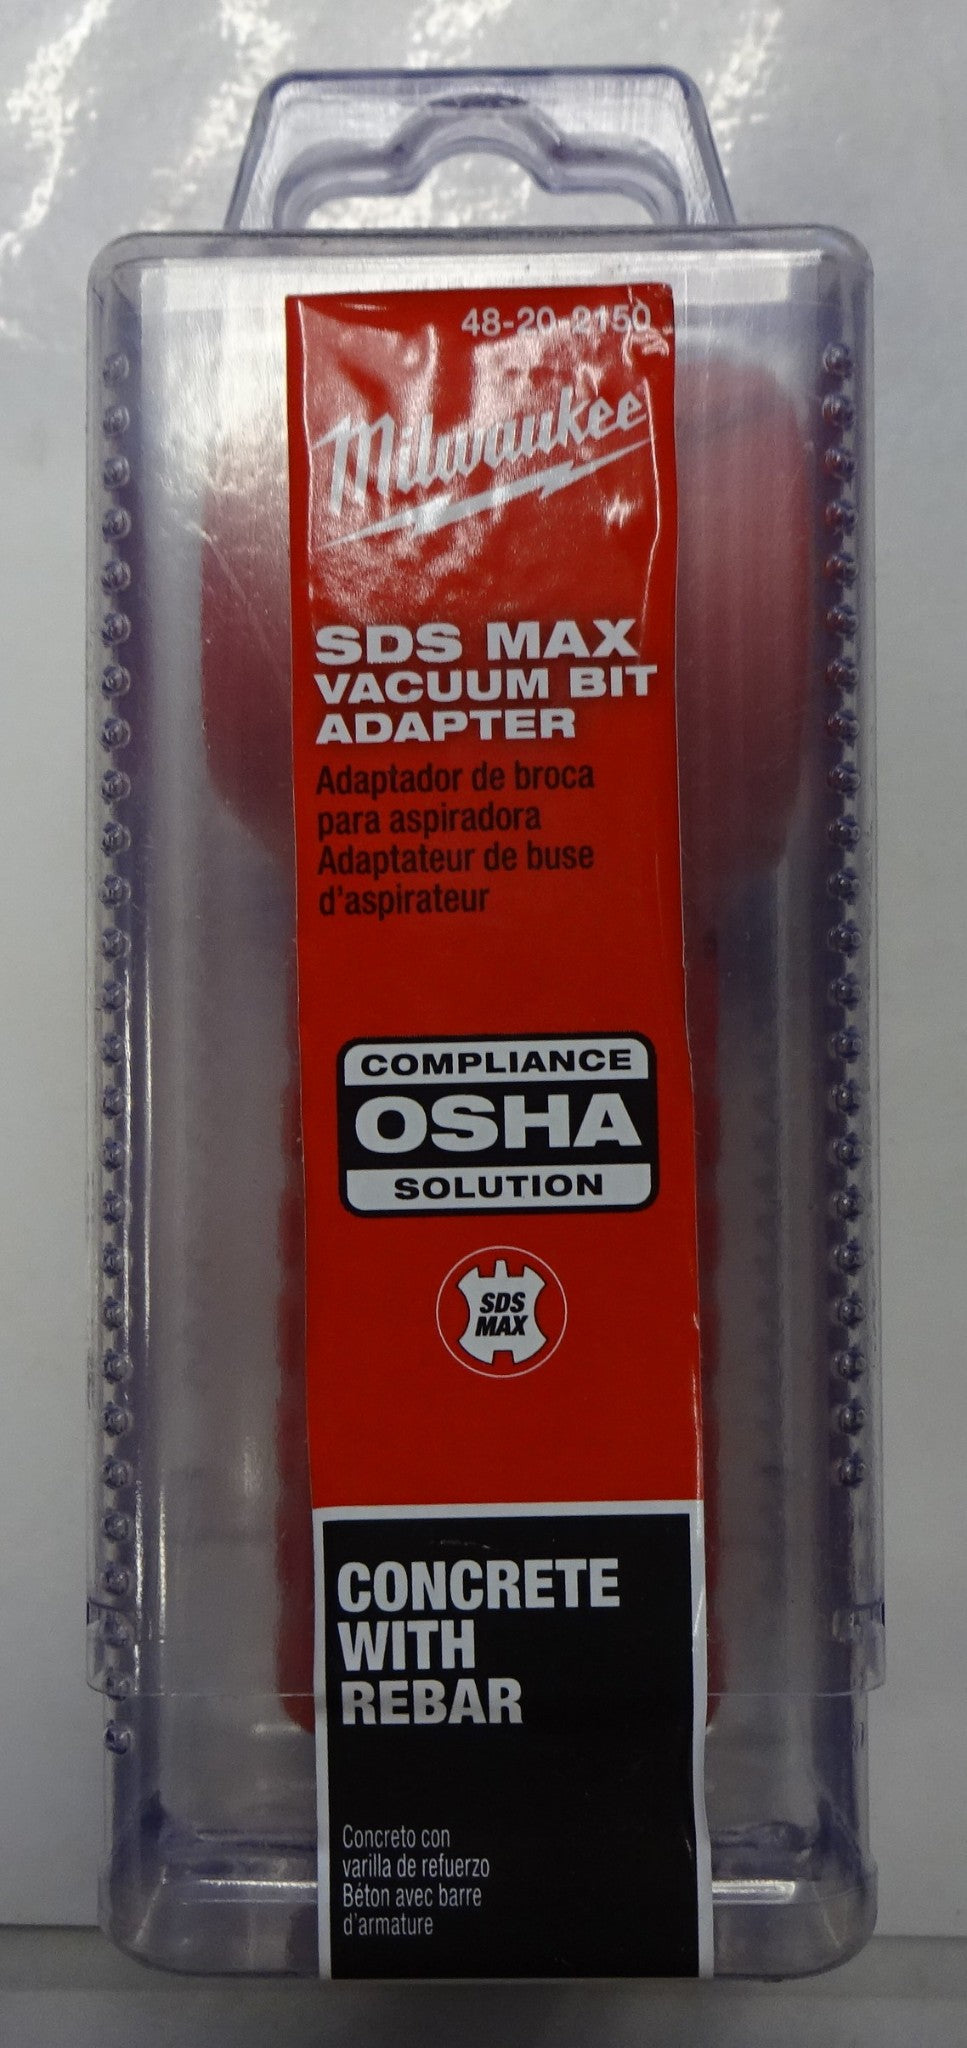 48-20-2150
Milwaukee
SDS MAX
VACUUM BIT
ADAPTER
Adaptador de broca
para aspiradora
Adaptateur de buse
d'aspirateur
COMPLIANCE
OSHA
SOLUTION
SDS
MAX
CONCRETE
WITH
REBAR
Concreto con
varilla de refuerzo
Béton avec barre
d'armature